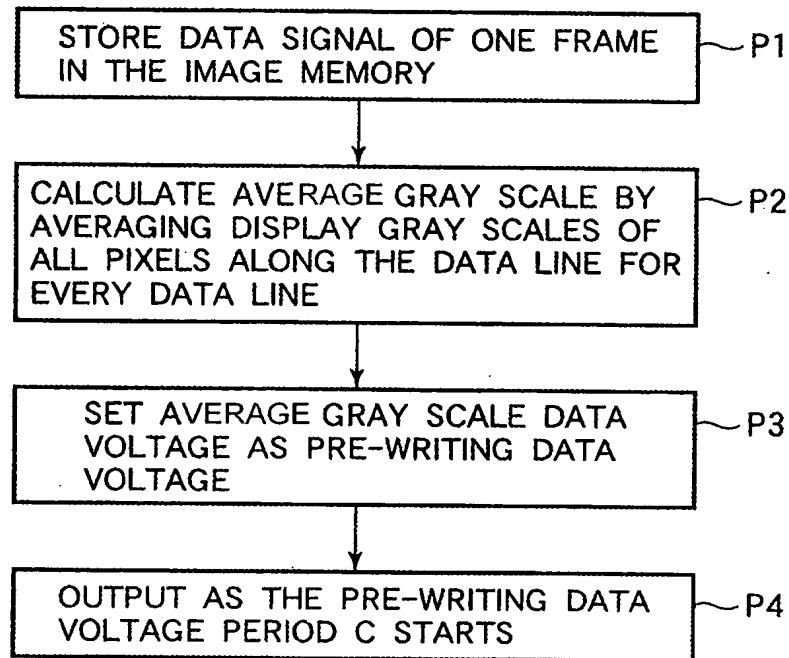 STORE DATA SIGNAL OF ONE FRAME
IN THE IMAGE MEMORY
P1
CALCULATE AVERAGE GRAY SCALE BY
AVERAGING DISPLAY GRAY SCALES OF
ALL PIXELS ALONG THE DATA LINE FOR
EVERY DATA LINE
P2
SET AVERAGE GRAY SCALE DATA
VOLTAGE AS PRE-WRITING DATA
VOLTAGE
P3
OUTPUT AS THE PRE-WRITING DATA
VOLTAGE PERIOD C STARTS
P4